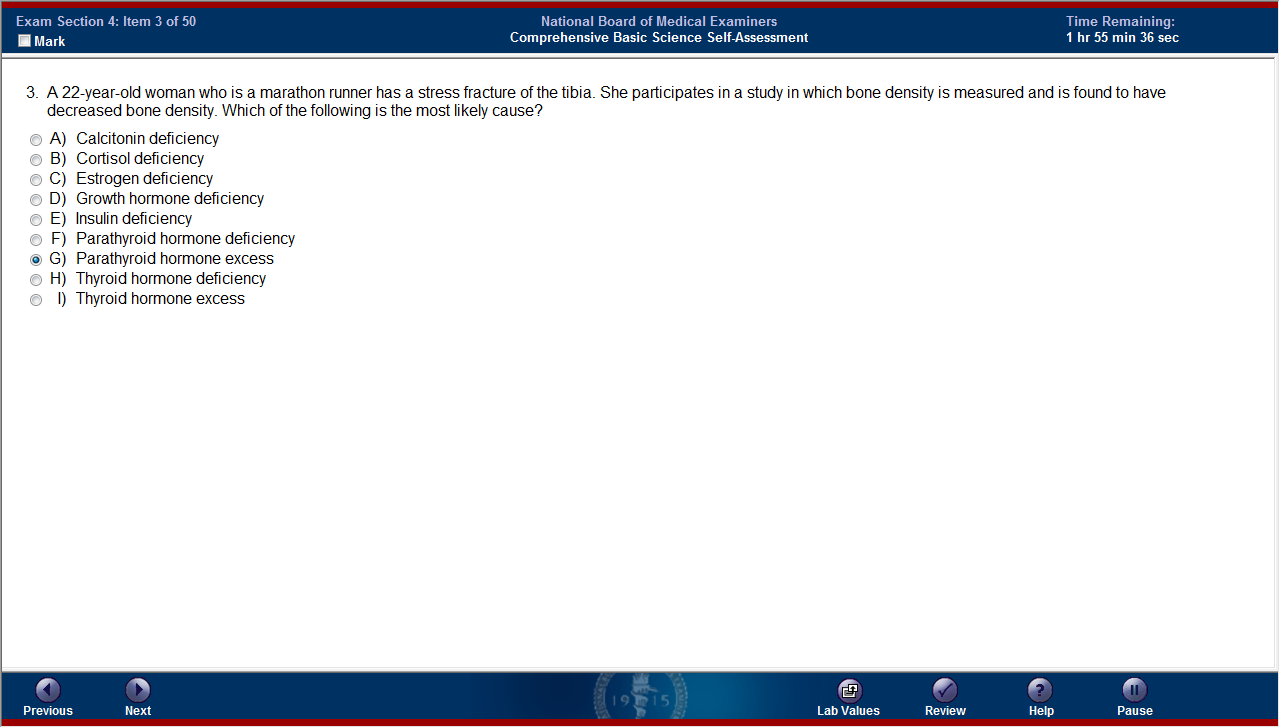 Exam Section 4: Item 3 of 50
National Board of Medical Examiners
Time Remaining:
Mark
Comprehensive Basic Science Self-Assessment
1 hr 55 min 36 sec
3. A 22-year-old woman who is a marathon runner has a stress fracture of the tibia. She participates in a study in which bone density is measured and is found to have
decreased bone density. Which of the following is the most likely cause?
A) Calcitonin deficiency
B) Cortisol deficiency
C) Estrogen deficiency
D) Growth hormone deficiency
E) Insulin deficiency
F) Parathyroid hormone deficiency
G) Parathyroid hormone excess
H) Thyroid hormone deficiency
I) Thyroid hormone excess
1915
Previous
Next
Lab Values
Review
Help
Pause